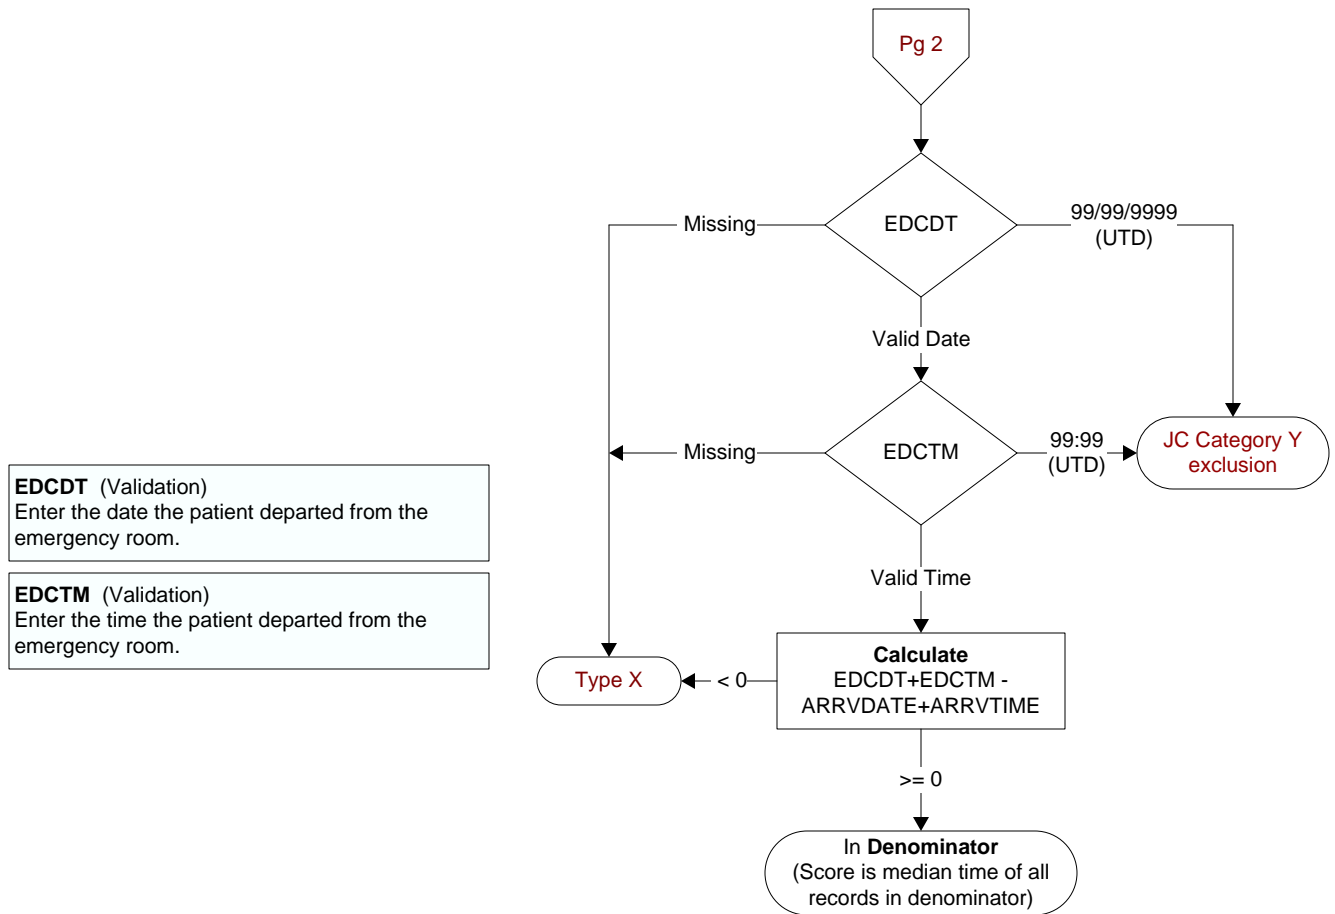 Pg 2
EDCDT
Missing
99/99/9999
(UTD)
Valid Date
EDCTM
Missing
99:99
(UTD)
JC Category Y
exclusion
EDCDT (Validation)
Enter the date the patient departed from the
emergency room.
EDCTM (Validation)
Enter the time the patient departed from the
emergency room.
Valid Time
Calculate
EDCDT+EDCTM -
ARRVDATE+ARRVTIME
< 0
Type X
>= 0
In Denominator
(Score is median time of all
records in denominator)